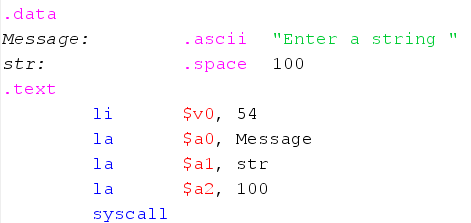 .data
Message: .ascii "Enter a string "
str: .space 100
.text
li $v0, 54
la $a0, Message
la $a1, str
la $a2, 100
syscall